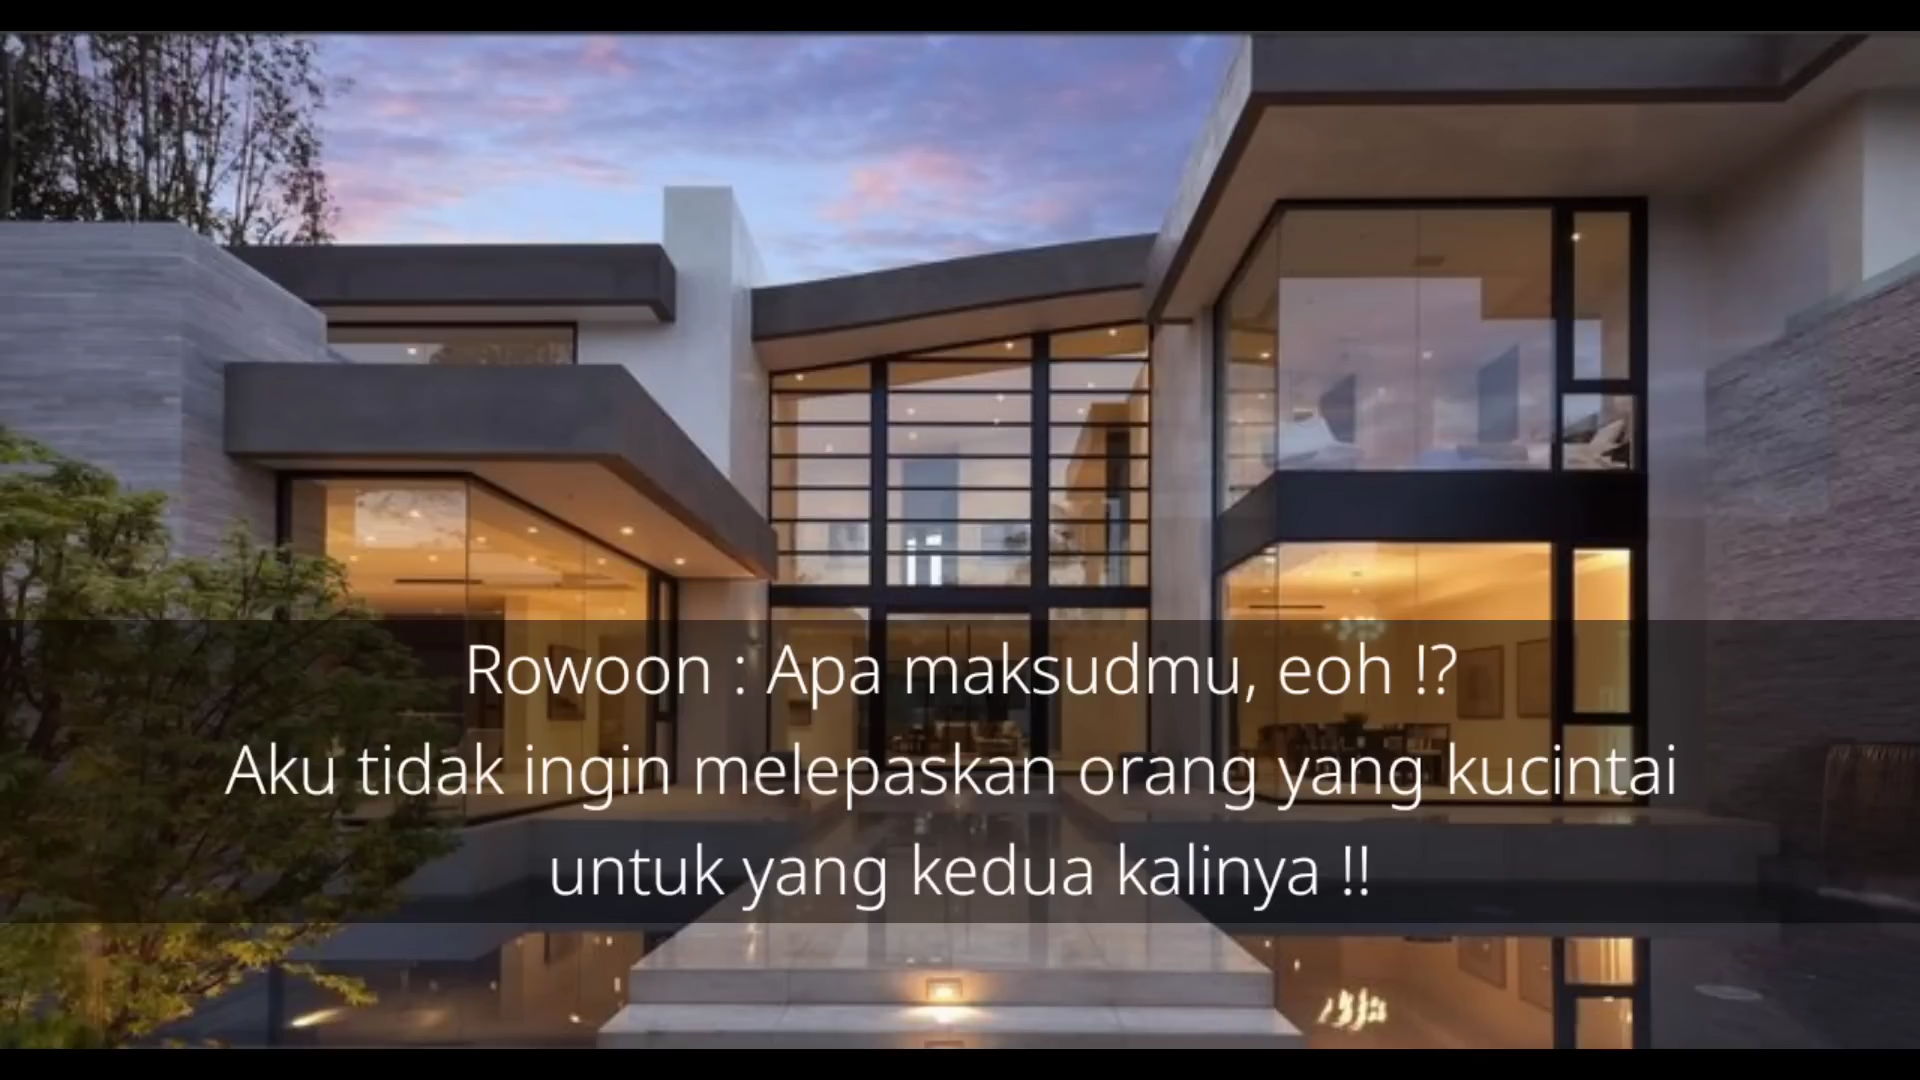 Rowoon : Apa maksudmu, eoh !?
Aku tidak ingin melepaskan orang yang kucintai
untuk yang kedua kalinya !!